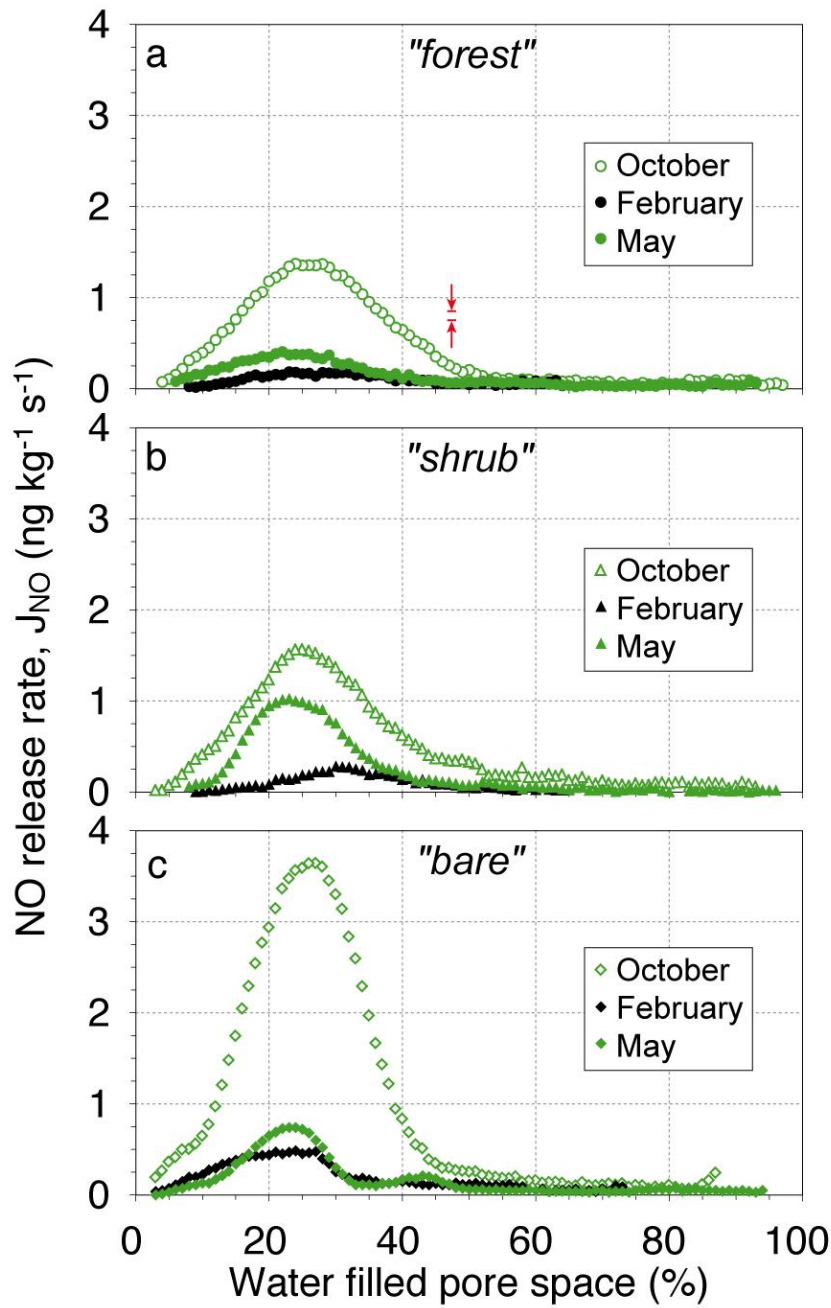 NO release rate, J_NO (ng kg⁻¹ s⁻¹)
a "forest"
4
3
2
1
0
October
February
May
b "shrub"
4
3
2
1
0
October
February
May
c "bare"
4
3
2
1
0
October
February
May
0 20 40 60 80 100
Water filled pore space (%)